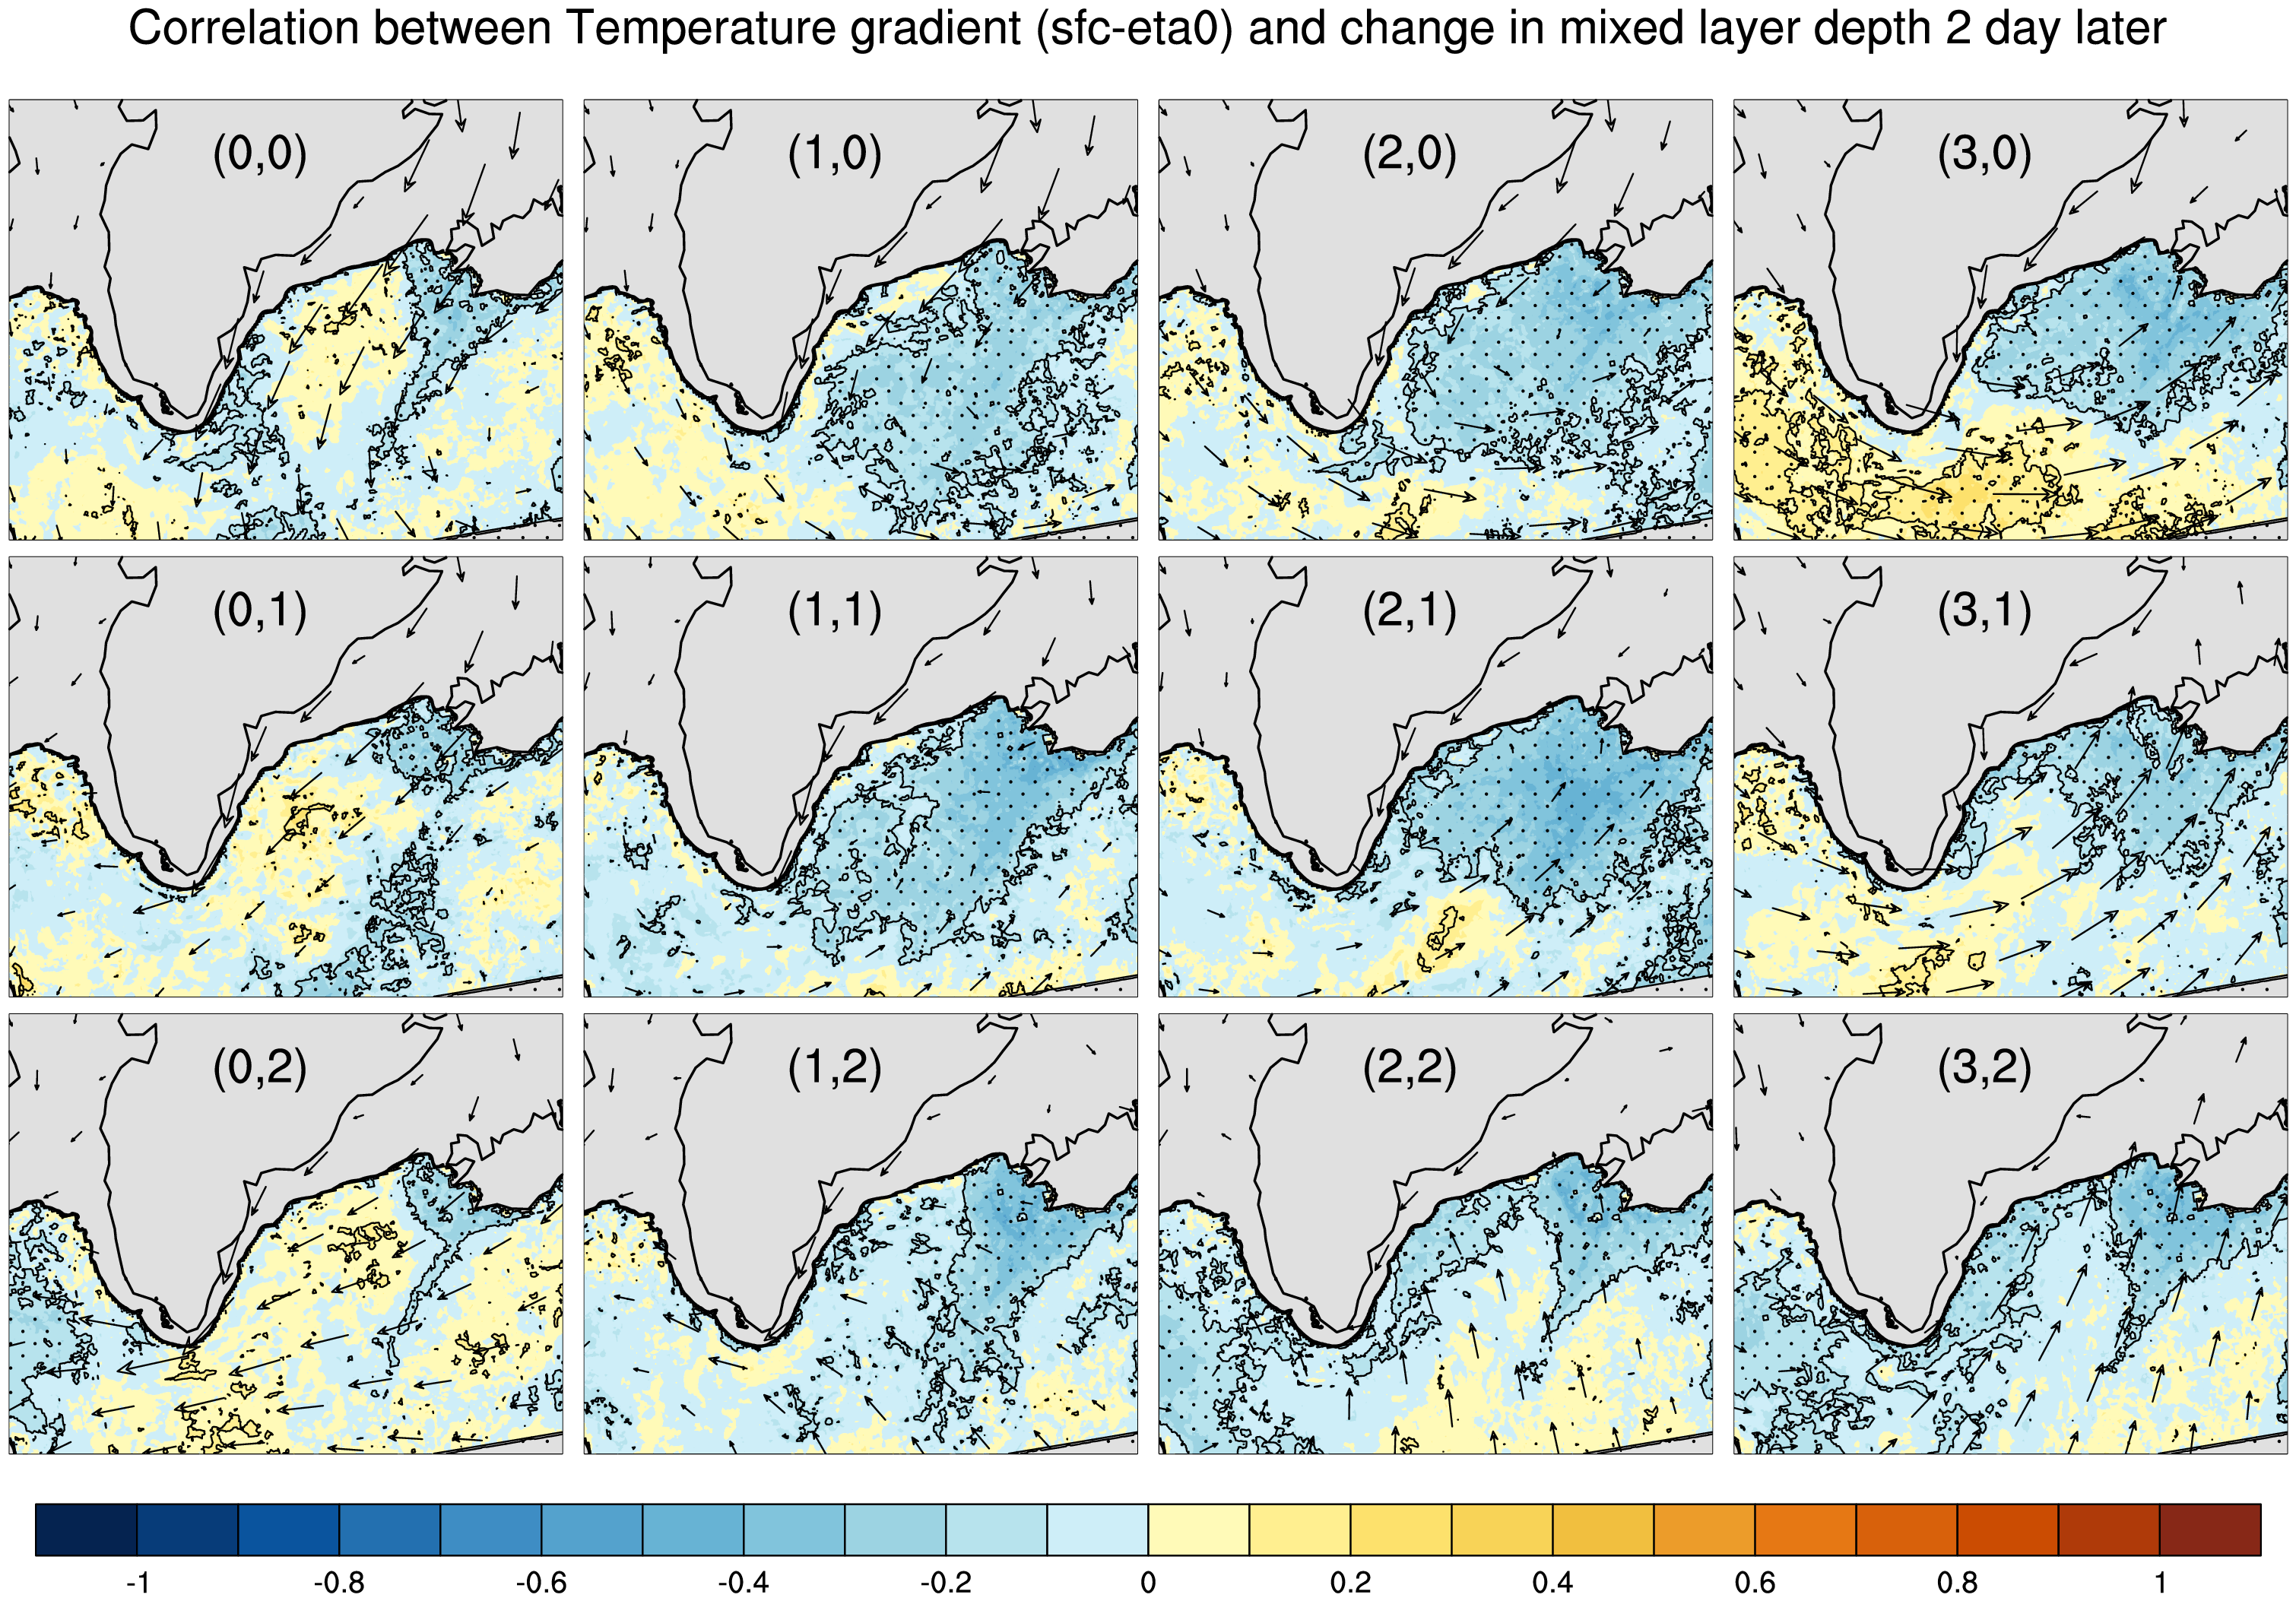 Correlation between Temperature gradient (sfc-eta0) and change in mixed layer depth 2 day later
(0,0) (1,0) (2,0) (3,0)
(0,1) (1,1) (2,1) (3,1)
(0,2) (1,2) (2,2) (3,2)
-1 -0.8 -0.6 -0.4 -0.2 0 0.2 0.4 0.6 0.8 1